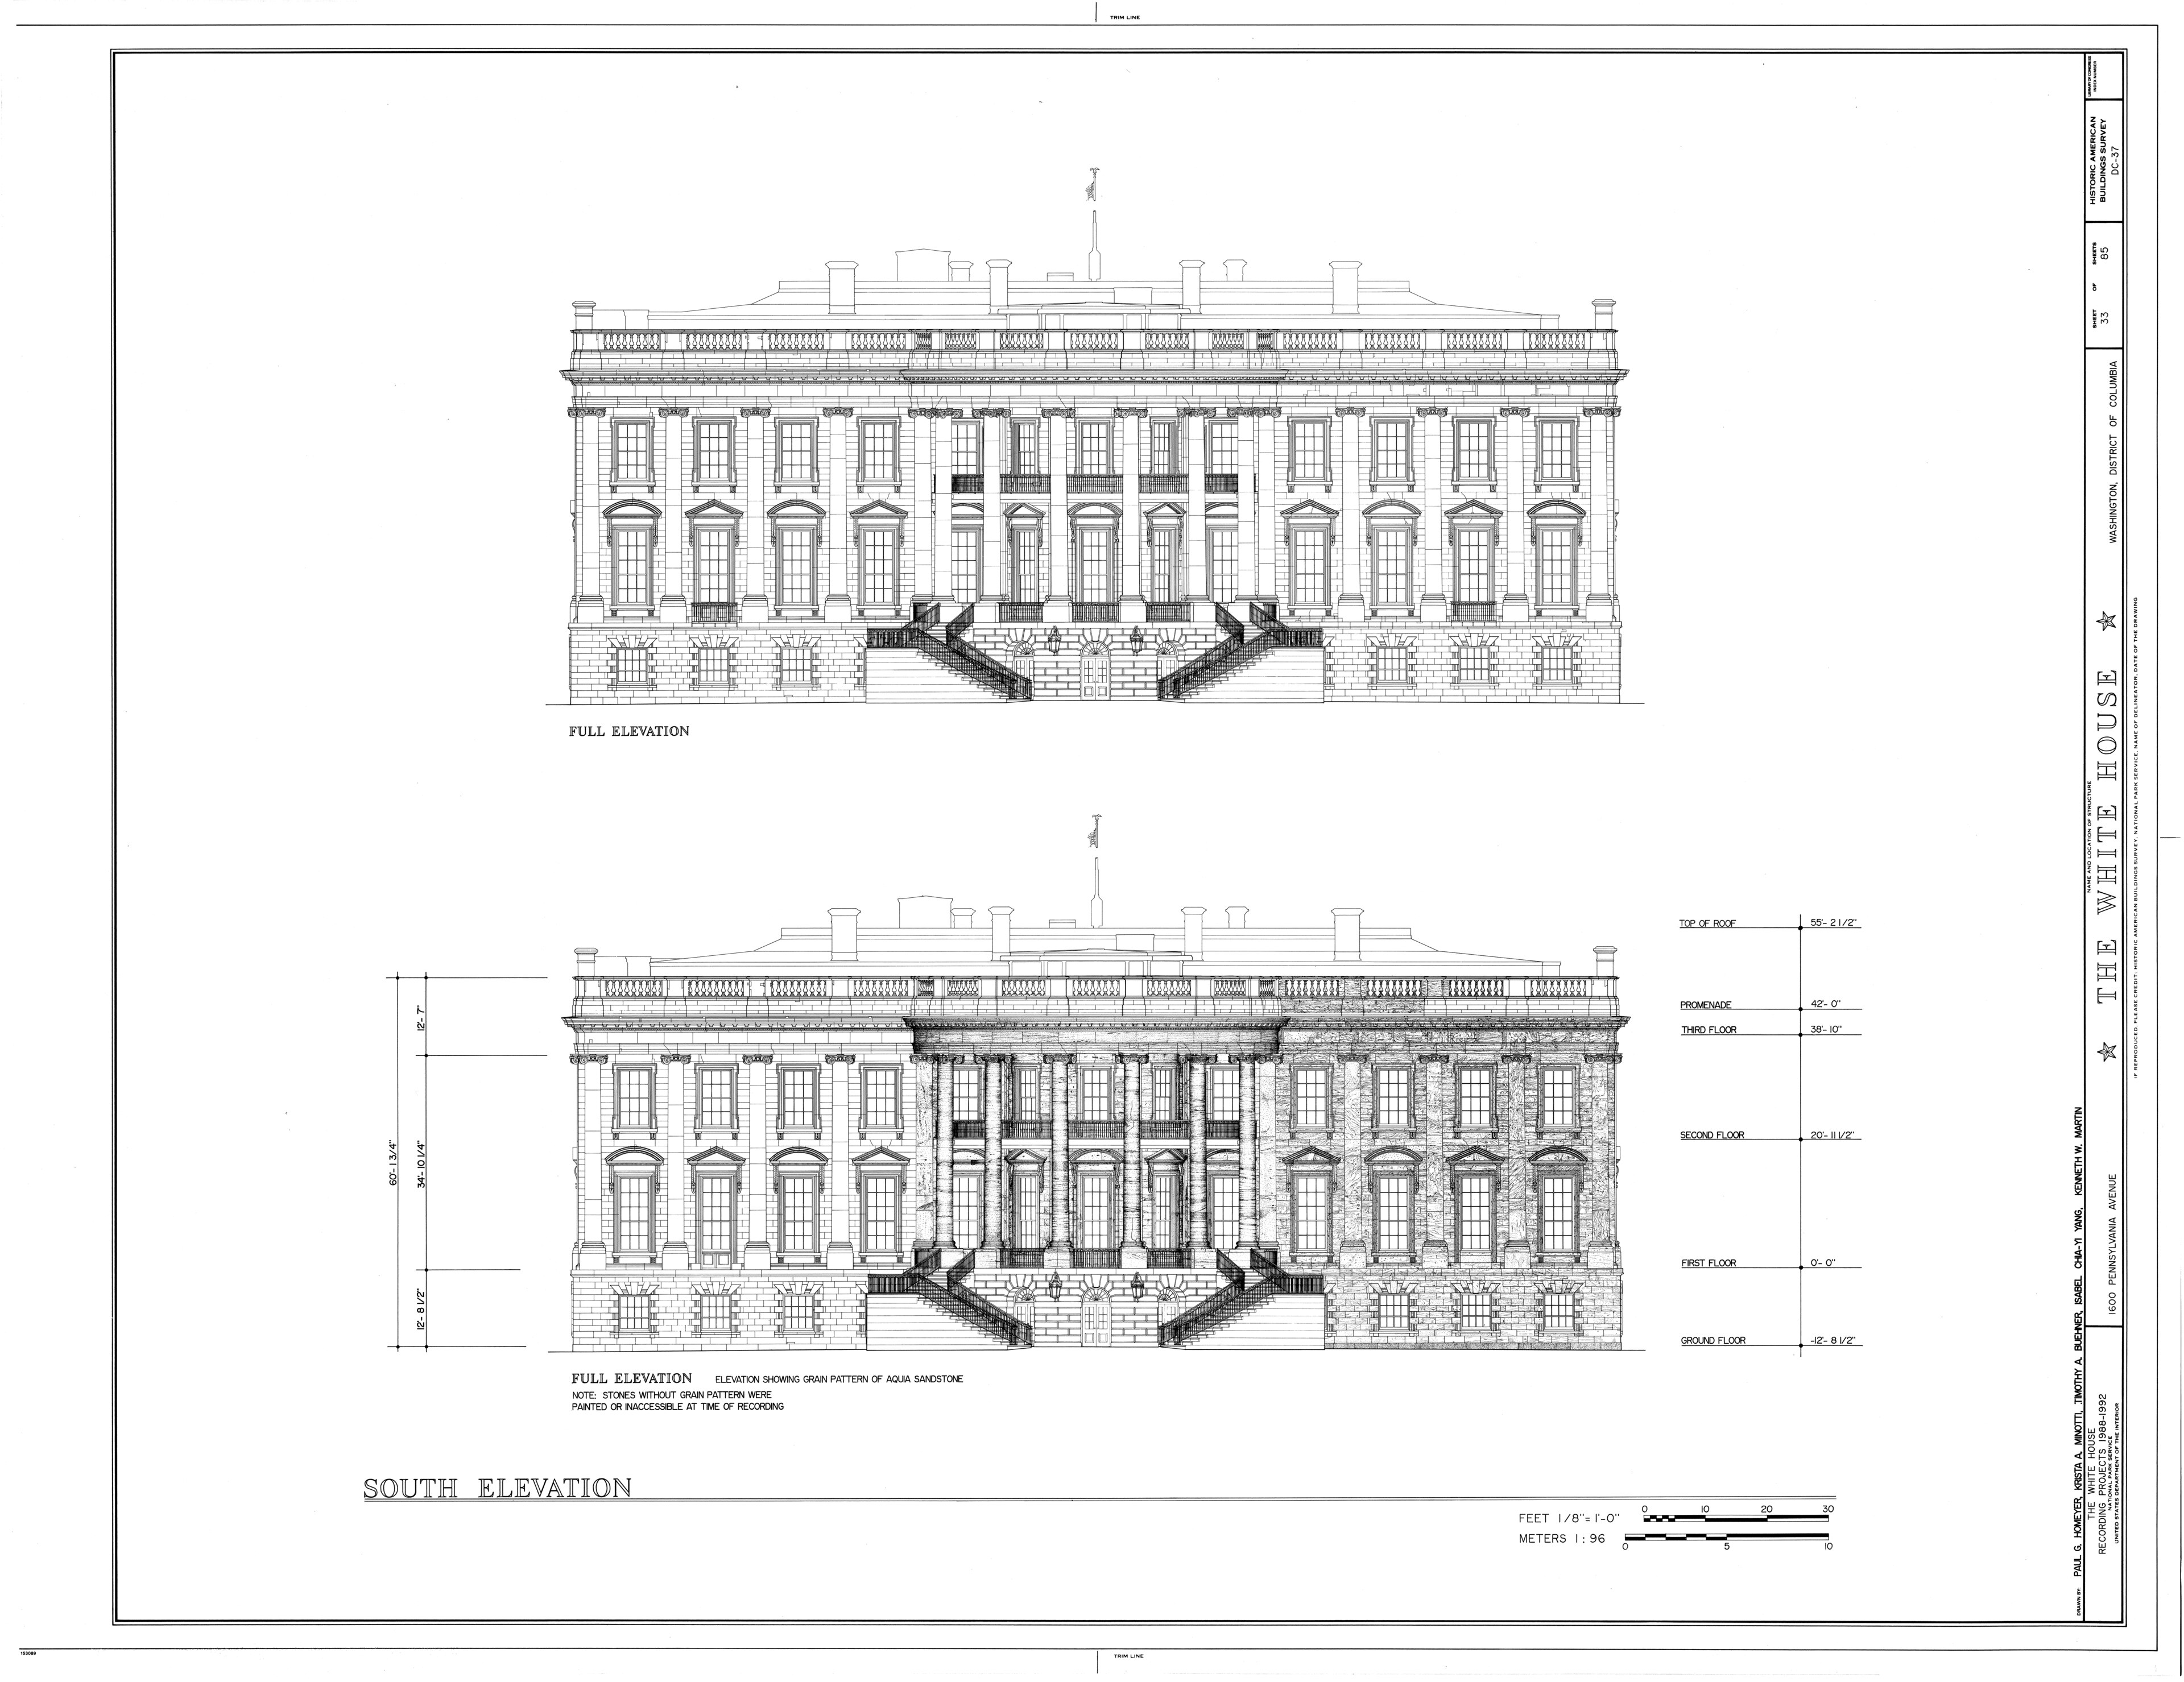 TRIM LINE
FULL ELEVATION
12'- 7"
34'- 10 1/4"
60'- 1 3/4"
12'- 8 1/2"
TOP OF ROOF 55'- 2 1/2"
PROMENADE 42'- 0"
THIRD FLOOR 38'- 10"
SECOND FLOOR 20'- 11 1/2"
FIRST FLOOR 0'- 0"
GROUND FLOOR -12'- 8 1/2"
FULL ELEVATION ELEVATION SHOWING GRAIN PATTERN OF AQUIA SANDSTONE
NOTE: STONES WITHOUT GRAIN PATTERN WERE
PAINTED OR INACCESSIBLE AT TIME OF RECORDING
SOUTH ELEVATION
FEET 1/8"= 1'-0" 0 10 20 30
METERS 1 : 96 0 5 10
DRAWN BY: PAUL G. HOMEYER, KRISTA A. MINOTTI, TIMOTHY A. BUEHNER, ISABEL CHIA-YI YANG, KENNETH W. MARTIN
THE WHITE HOUSE
RECORDING PROJECTS 1988-1992
NATIONAL PARK SERVICE
UNITED STATES DEPARTMENT OF THE INTERIOR
NAME AND LOCATION OF STRUCTURE
1600 PENNSYLVANIA AVENUE
THE WHITE HOUSE
WASHINGTON, DISTRICT OF COLUMBIA
SHEET 33 OF 85 SHEETS
HISTORIC AMERICAN
BUILDINGS SURVEY
DC-37
LIBRARY OF CONGRESS
INDEX NUMBER
IF REPRODUCED, PLEASE CREDIT: HISTORIC AMERICAN BUILDINGS SURVEY, NATIONAL PARK SERVICE, NAME OF DELINEATOR, DATE OF THE DRAWING
193099
TRIM LINE